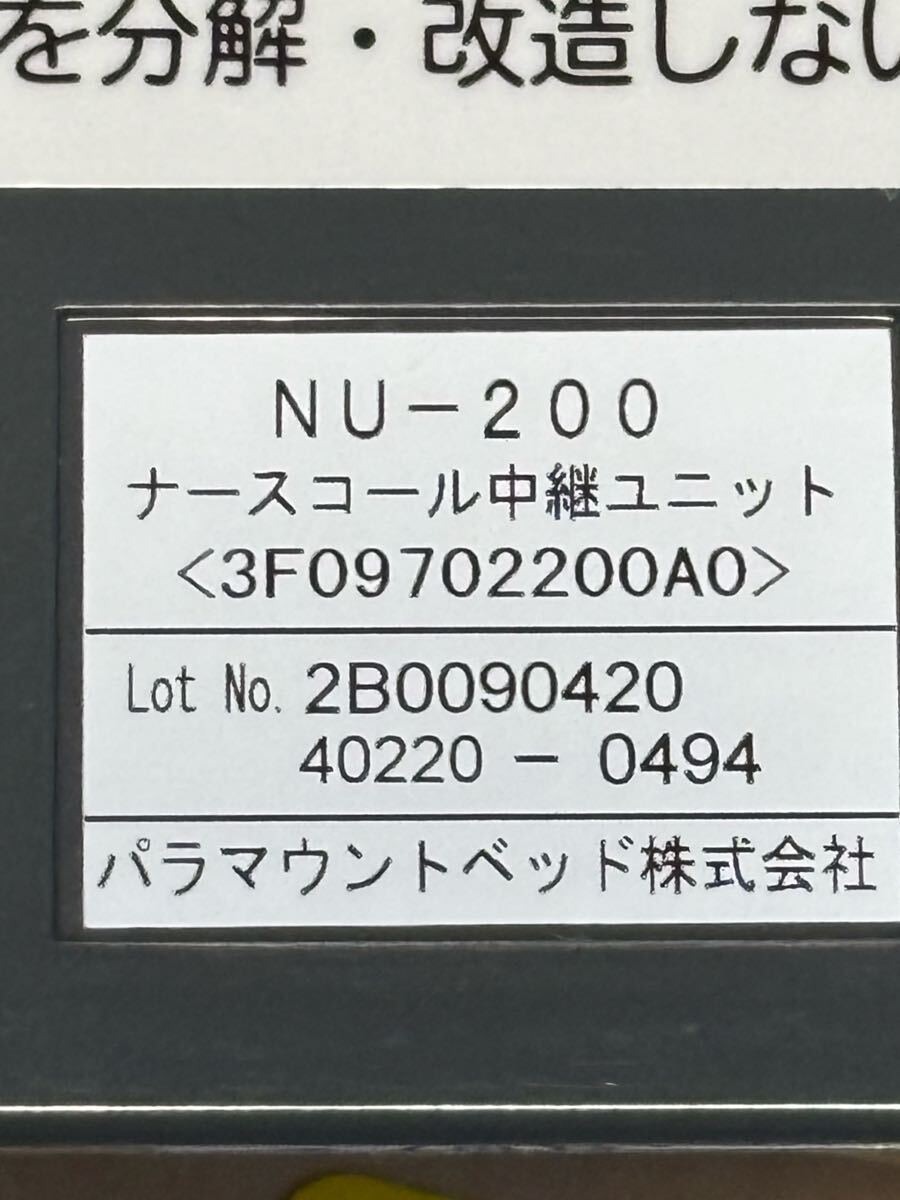 を分解・改造しない
NU-200
ナースコール中継ユニット
<3F09702200A0>
Lot No. 2B0090420
40220 - 0494
パラマウントベッド株式会社